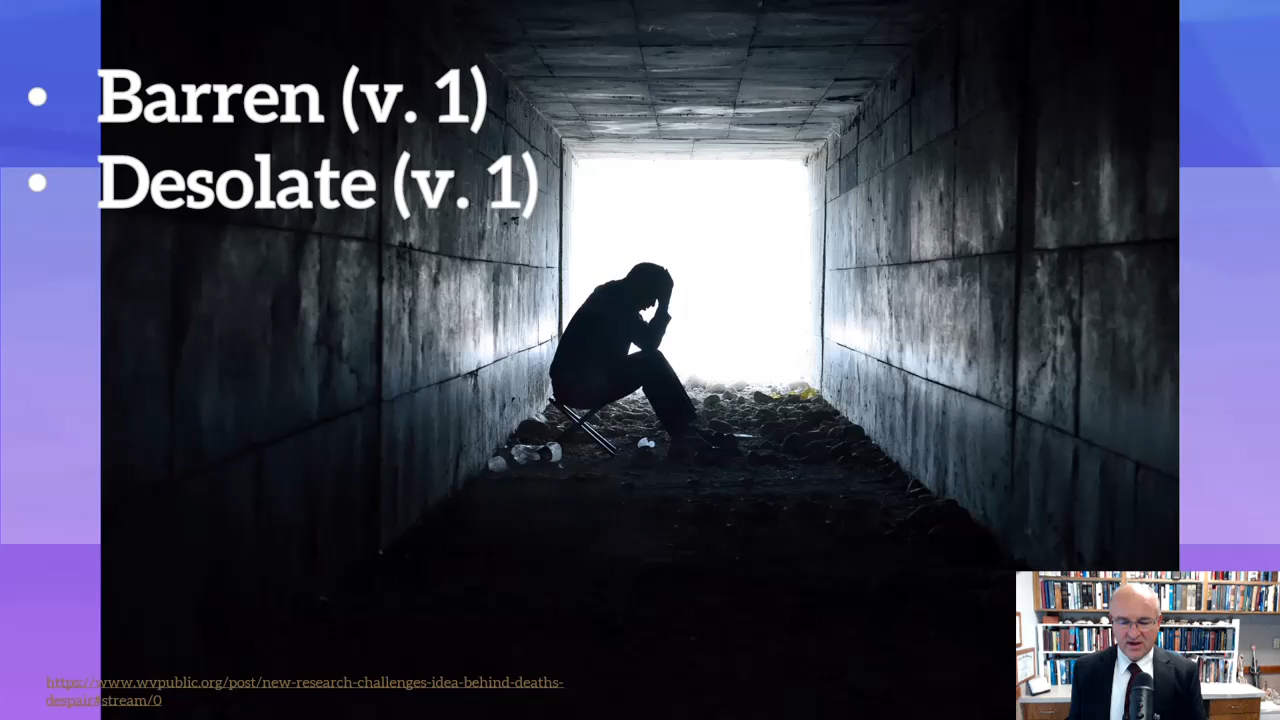 • Barren (v. 1)
• Desolate (v. 1)
https://www.wvpublic.org/post/new-research-challenges-idea-behind-deaths-
despair#stream/0